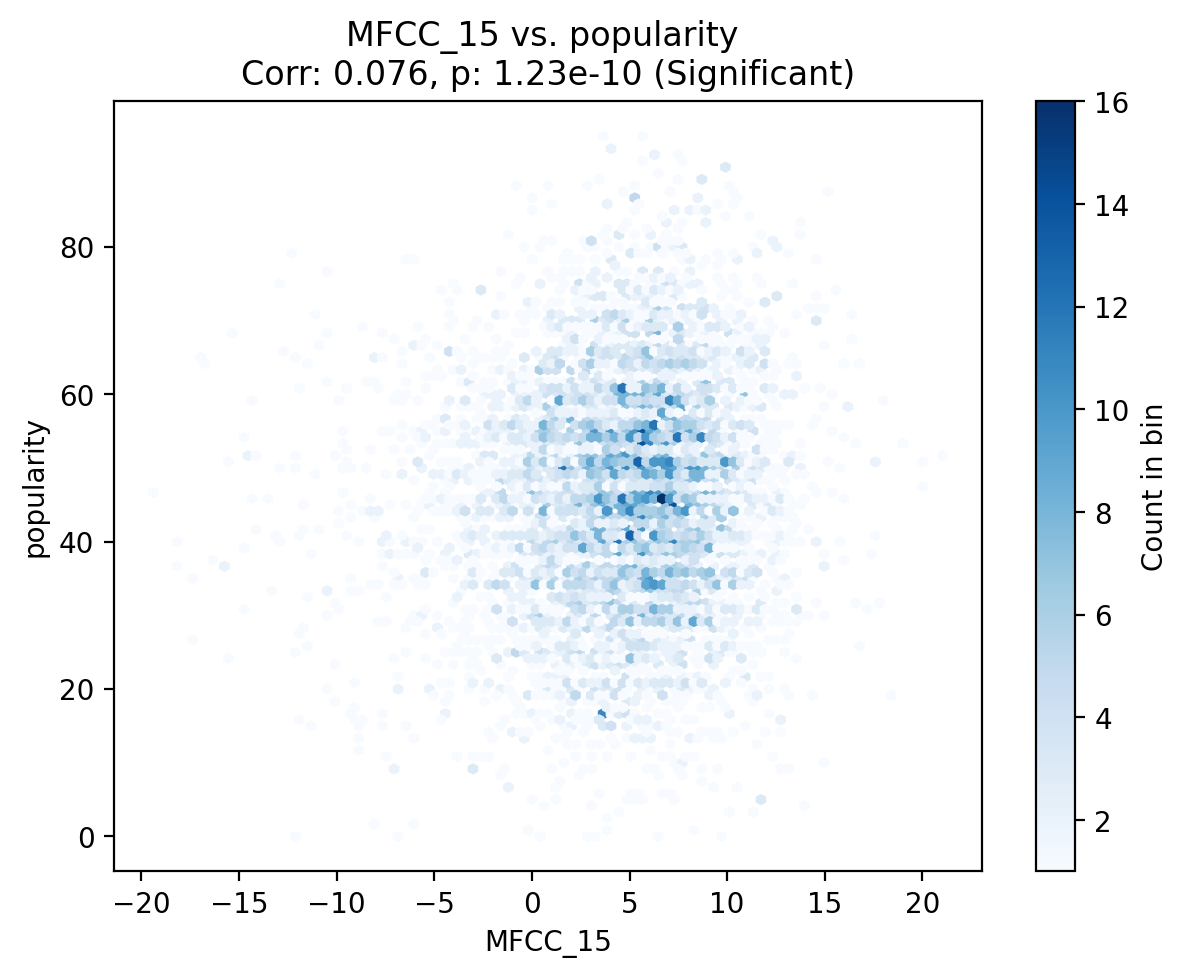 MFCC_15 vs. popularity
Corr: 0.076, p: 1.23e-10 (Significant)
popularity
80
60
40
20
0
−20 −15 −10 −5 0 5 10 15 20
MFCC_15
16
14
12
10
8
6
4
2
Count in bin